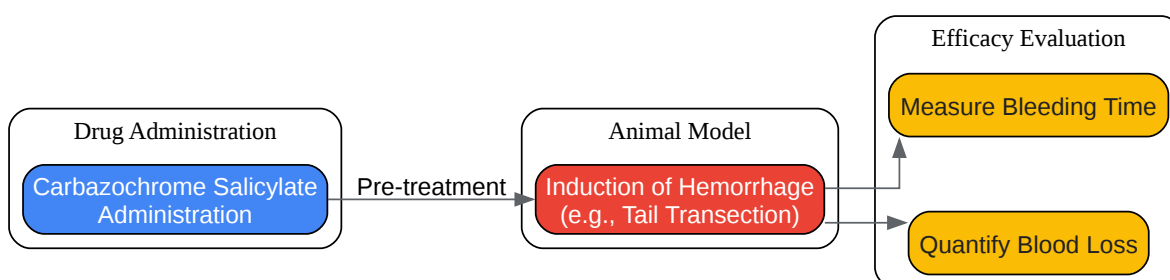 Drug Administration
Carbazochrome Salicylate
Administration
Pre-treatment
Animal Model
Induction of Hemorrhage
(e.g., Tail Transection)
Efficacy Evaluation
Measure Bleeding Time
Quantify Blood Loss